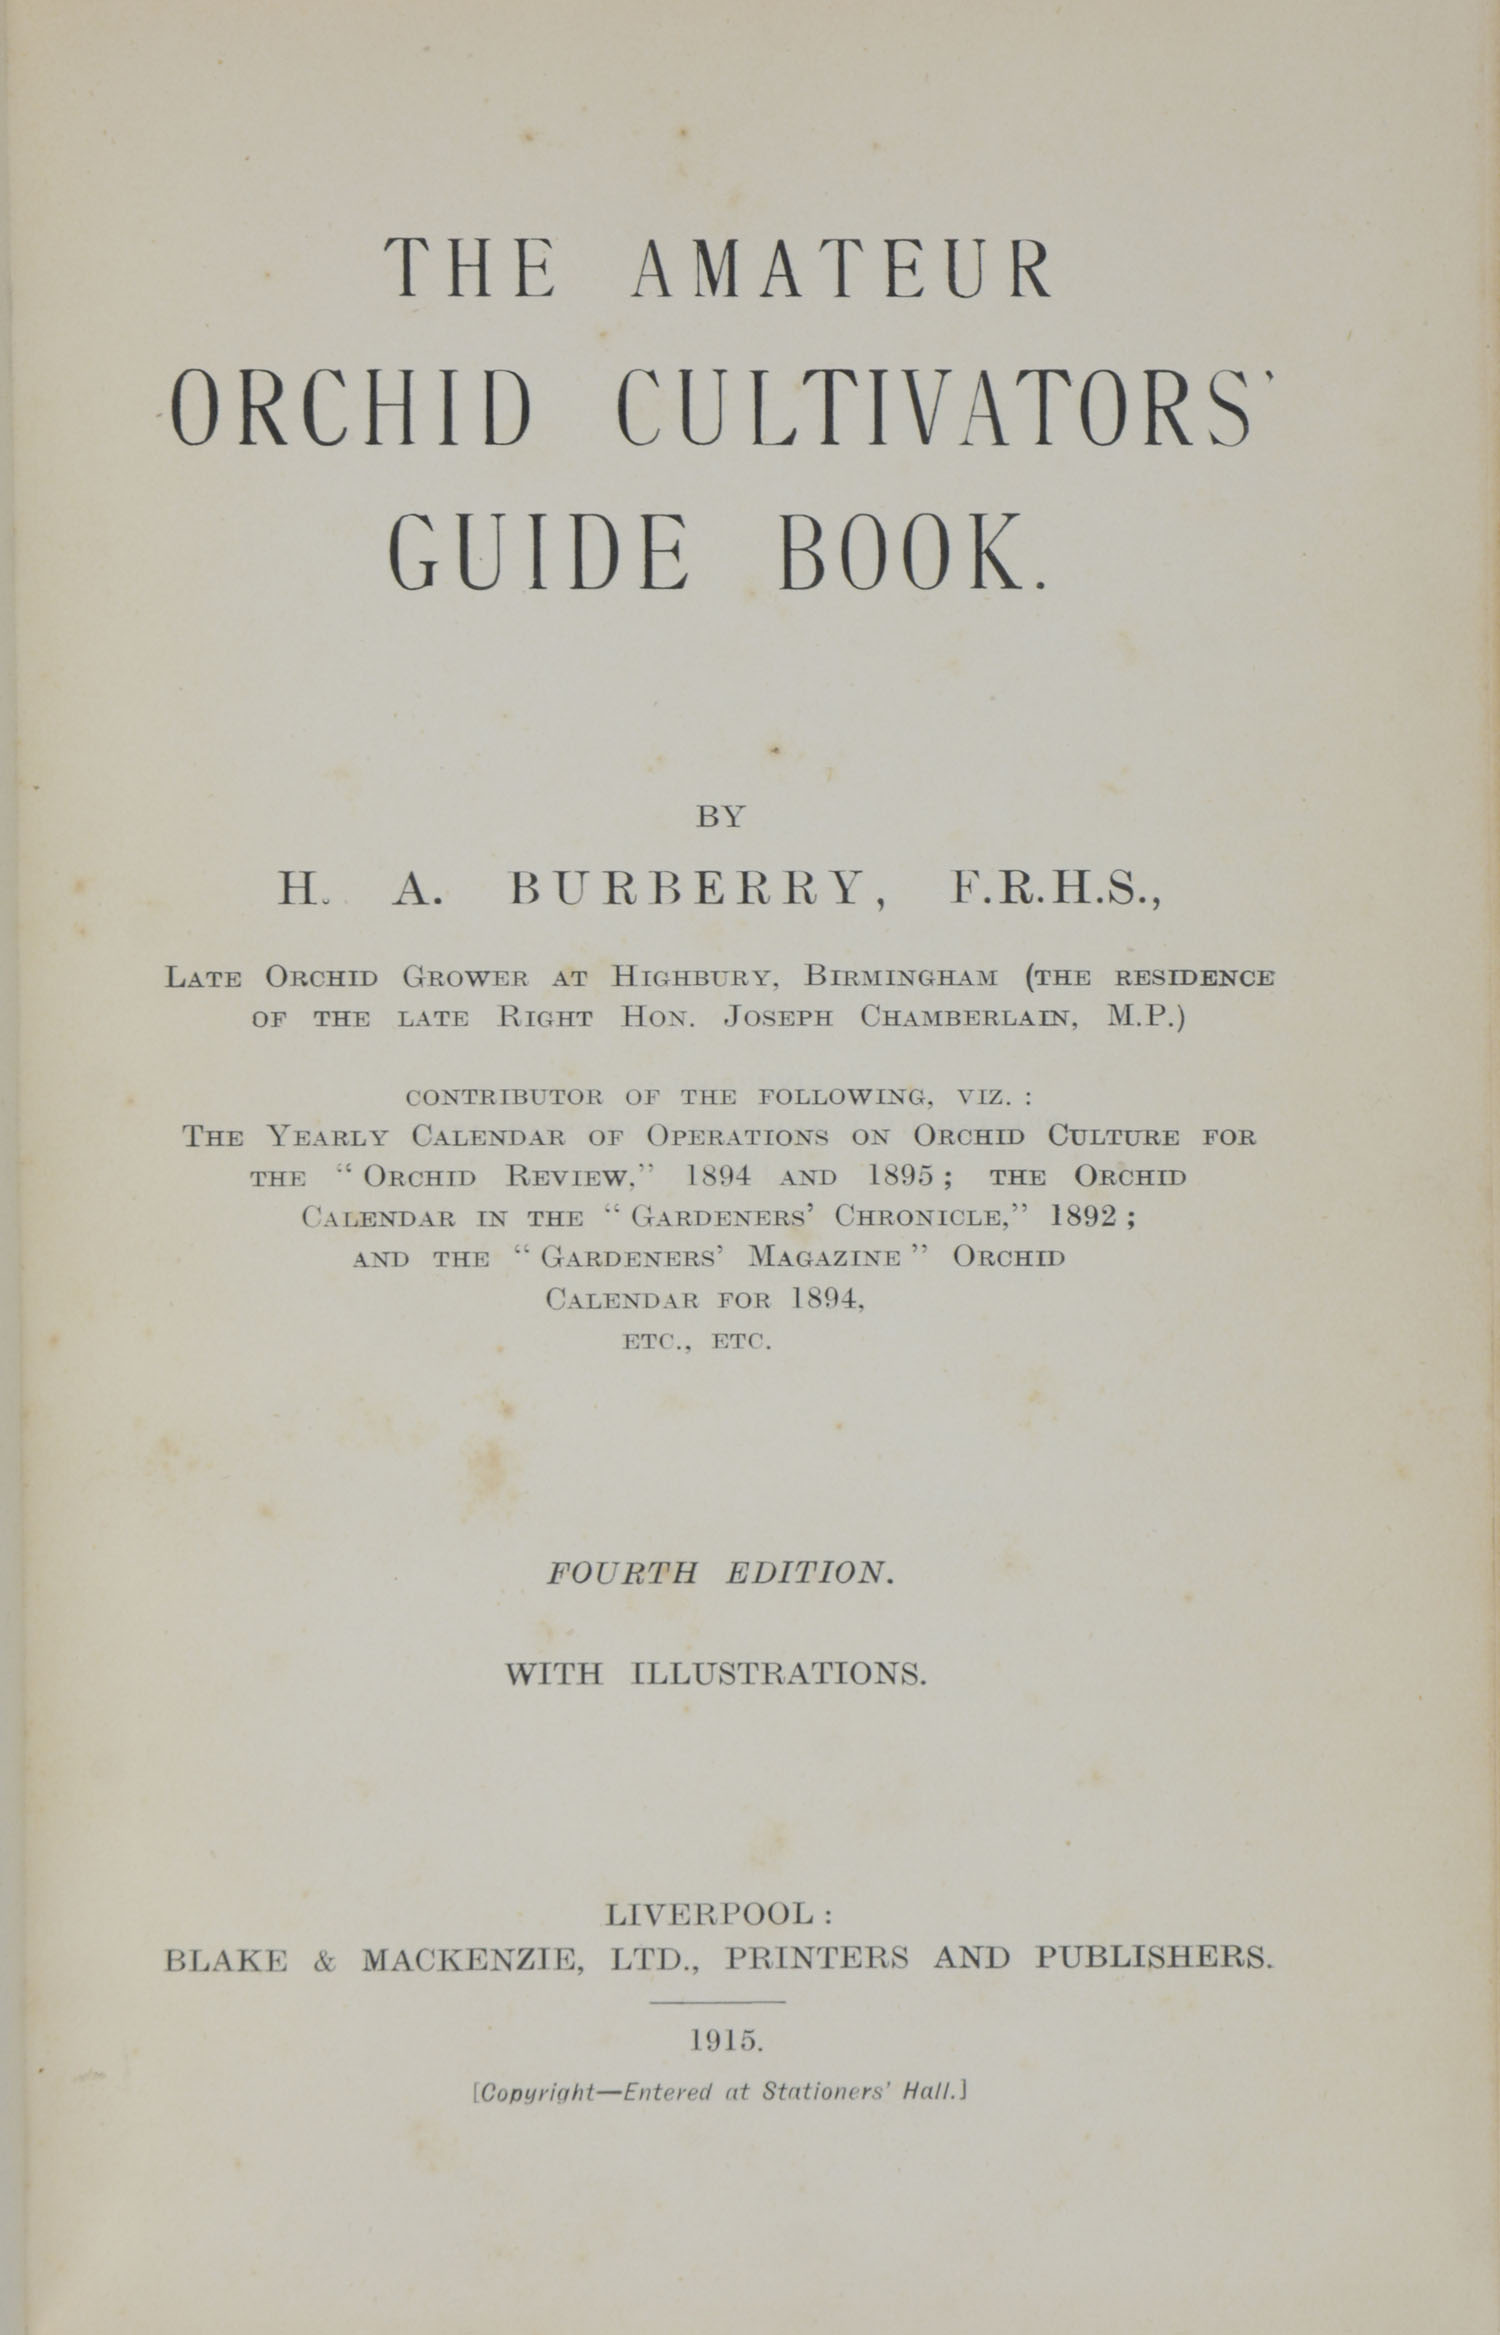 THE AMATEUR
ORCHID CULTIVATORS'
GUIDE BOOK.
BY
H. A. BURBERRY, F.R.H.S.,
LATE ORCHID GROWER AT HIGHBURY, BIRMINGHAM (THE RESIDENCE
OF THE LATE RIGHT HON. JOSEPH CHAMBERLAIN, M.P.)
CONTRIBUTOR OF THE FOLLOWING, VIZ. :
THE YEARLY CALENDAR OF OPERATIONS ON ORCHID CULTURE FOR
THE “ ORCHID REVIEW,” 1894 AND 1895 ; THE ORCHID
CALENDAR IN THE “ GARDENERS’ CHRONICLE,” 1892 ;
AND THE “ GARDENERS’ MAGAZINE ” ORCHID
CALENDAR FOR 1894,
ETC., ETC.
FOURTH EDITION.
WITH ILLUSTRATIONS.
LIVERPOOL :
BLAKE & MACKENZIE, LTD., PRINTERS AND PUBLISHERS.
1915.
[Copyright—Entered at Stationers’ Hall.]